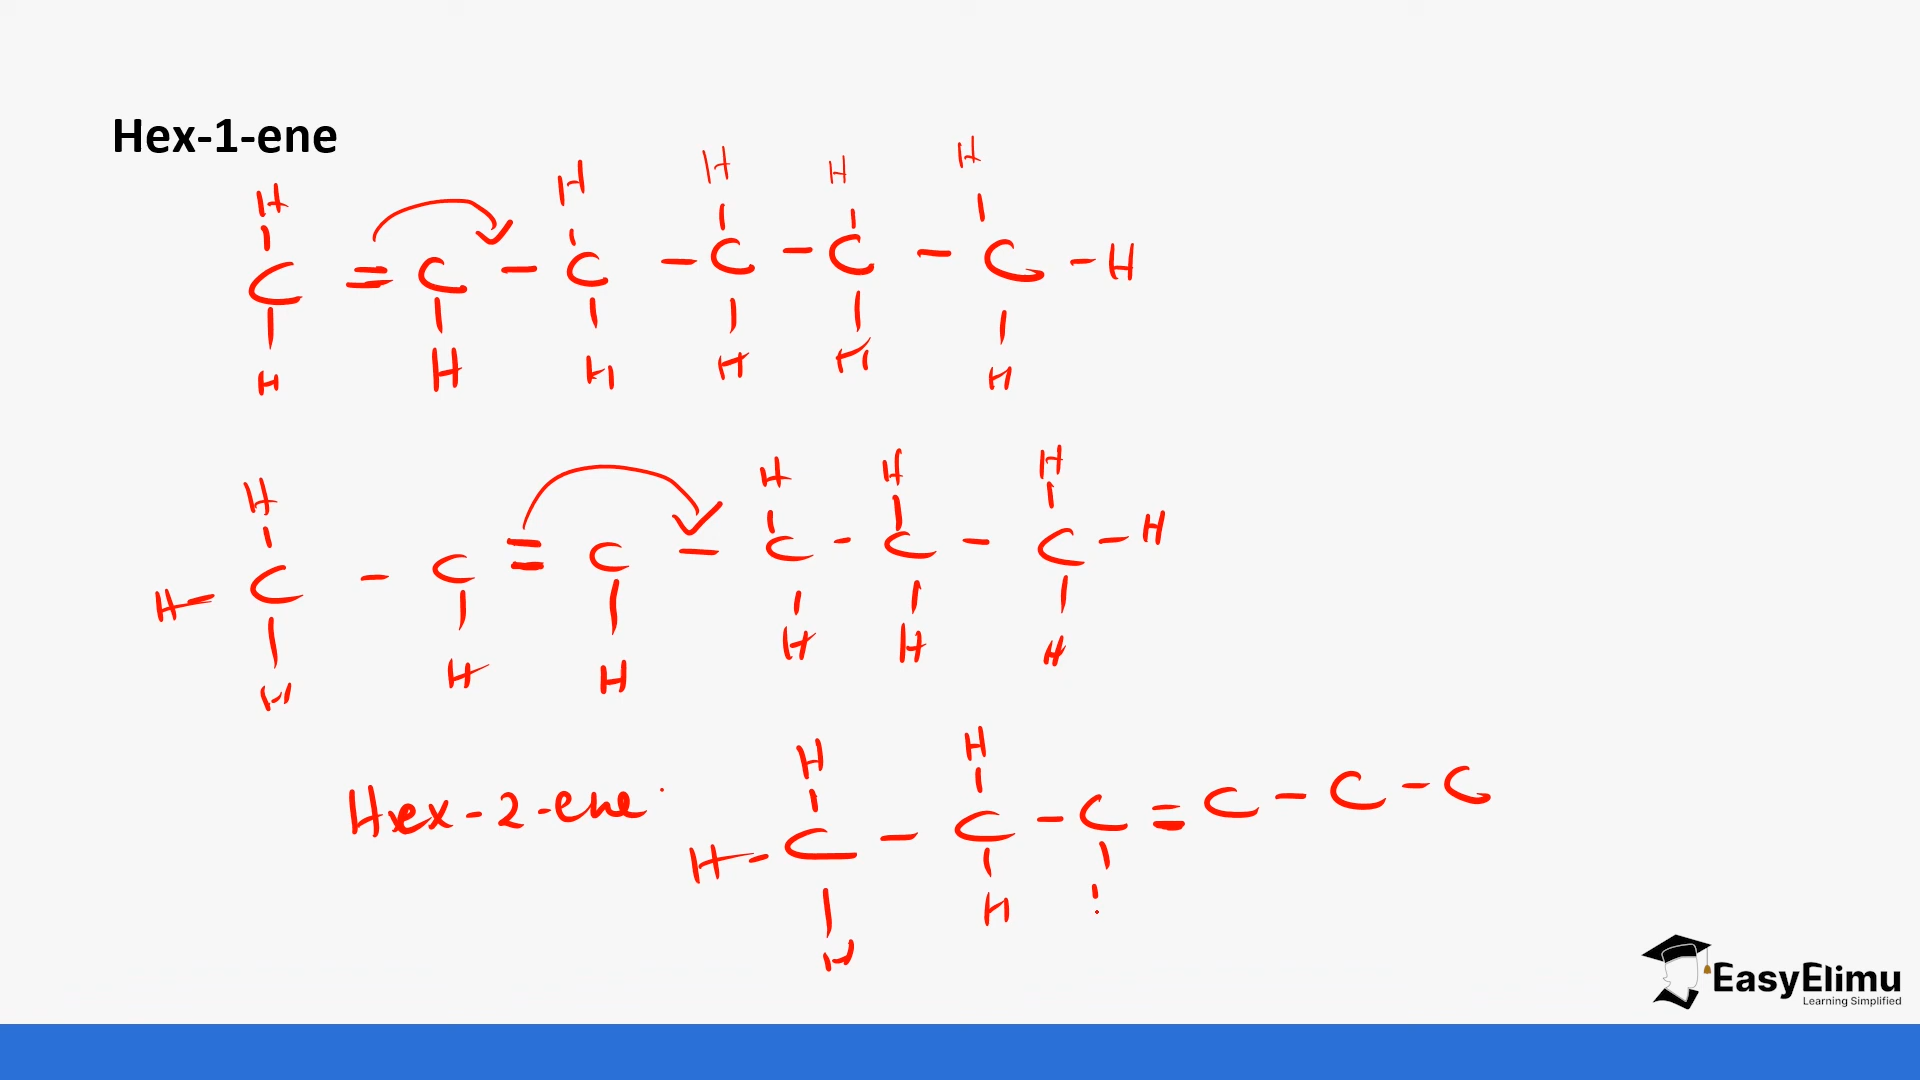 Hex-1-ene
H H H H H
C = C - C - C - C - C - H
H H H H H H
H H H H
H - C - C = C - C - C - C - H
H H H H H H
Hex-2-ene
H H
H - C - C - C = C - C - C
H H
EasyElimu
Learning Simplified